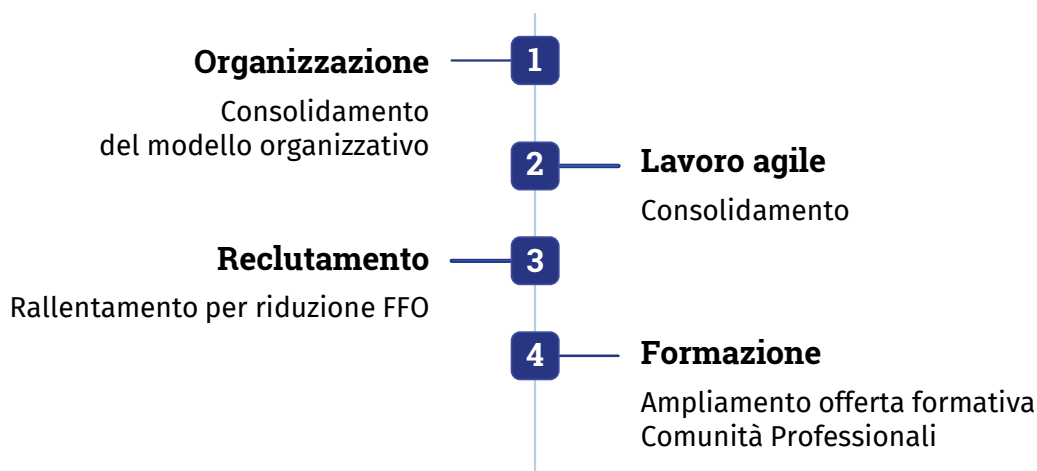 1
Organizzazione
Consolidamento
del modello organizzativo
2
Lavoro agile
Consolidamento
3
Reclutamento
Rallentamento per riduzione FFO
4
Formazione
Ampliamento offerta formativa
Comunità Professionali